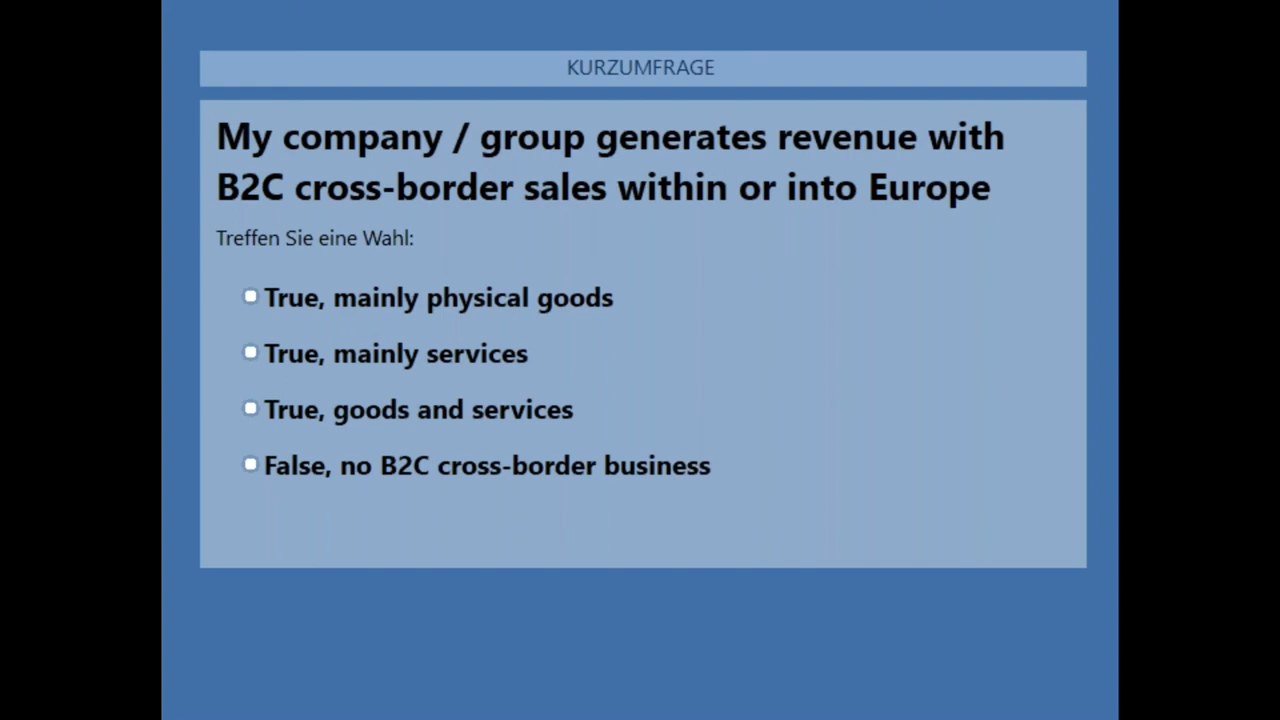 KURZUMFRAGE
My company / group generates revenue with
B2C cross-border sales within or into Europe
Treffen Sie eine Wahl:
True, mainly physical goods
True, mainly services
True, goods and services
False, no B2C cross-border business